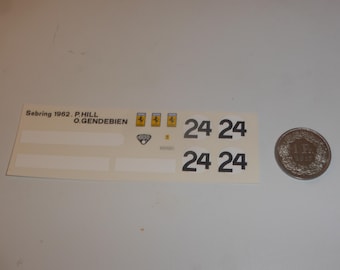 Sebring 1962. P.HILL
O.GENDEBIEN
24 24
24 24